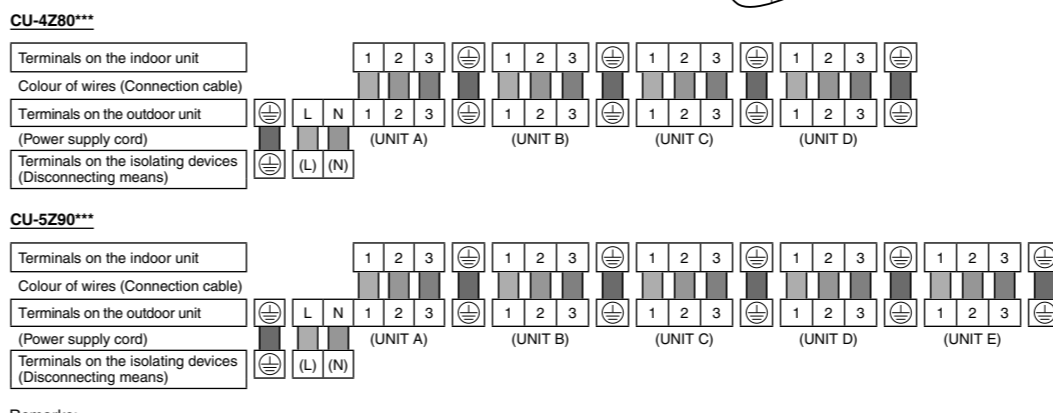 CU-4Z80***
Terminals on the indoor unit 1 2 3 1 2 3 1 2 3 1 2 3
Colour of wires (Connection cable)
Terminals on the outdoor unit L N 1 2 3 1 2 3 1 2 3 1 2 3
(Power supply cord) (UNIT A) (UNIT B) (UNIT C) (UNIT D)
Terminals on the isolating devices (L) (N)
(Disconnecting means)
CU-5Z90***
Terminals on the indoor unit 1 2 3 1 2 3 1 2 3 1 2 3 1 2 3
Colour of wires (Connection cable)
Terminals on the outdoor unit L N 1 2 3 1 2 3 1 2 3 1 2 3 1 2 3
(Power supply cord) (UNIT A) (UNIT B) (UNIT C) (UNIT D) (UNIT E)
Terminals on the isolating devices (L) (N)
(Disconnecting means)